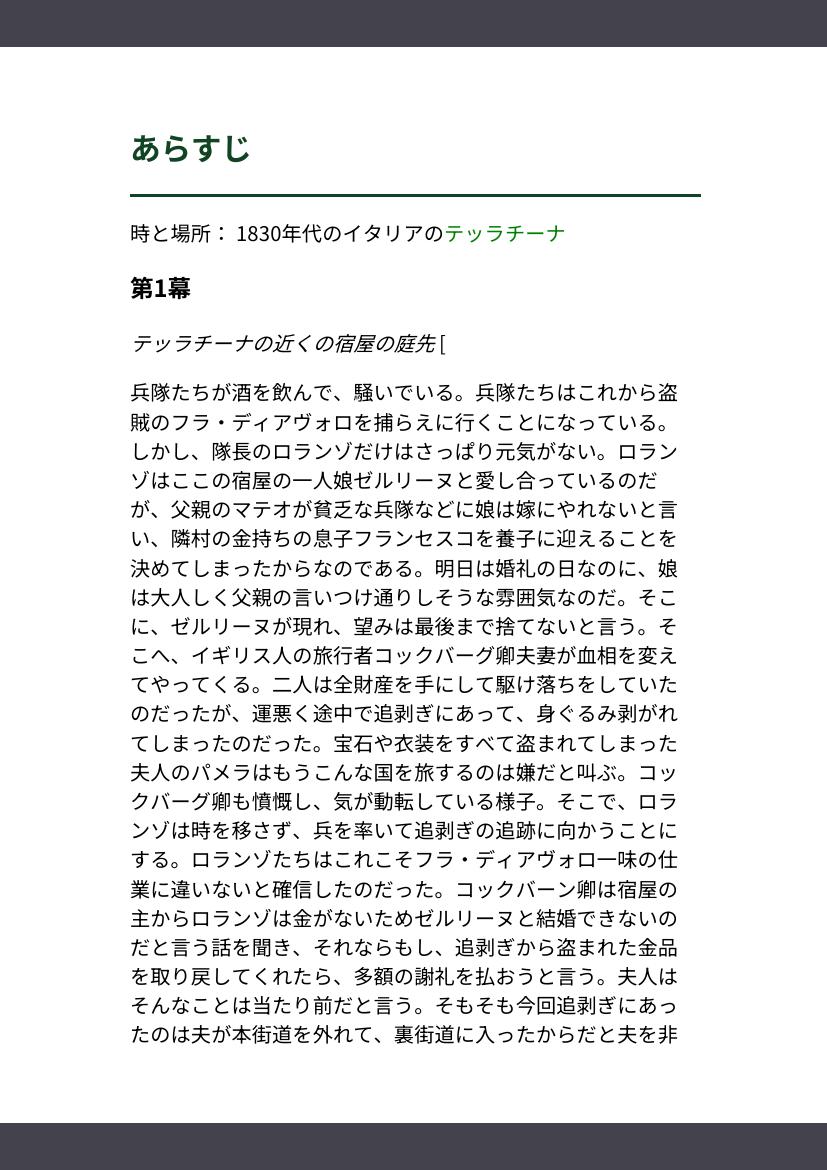 あらすじ
時と場所： 1830年代のイタリアのテッラチーナ
第1幕
テッラチーナの近くの宿屋の庭先 [
兵隊たちが酒を飲んで、騒いでいる。兵隊たちはこれから盗
賊のフラ・ディアヴォロを捕らえに行くことになっている。
しかし、隊長のロランゾだけはさっぱり元気がない。ロラン
ゾはここの宿屋の一人娘ゼルリーヌと愛し合っているのだ
が、父親のマテオが貧乏な兵隊などに娘は嫁にやれないと言
い、隣村の金持ちの息子フランセスコを養子に迎えることを
決めてしまったからなのである。明日は婚礼の日なのに、娘
は大人しく父親の言いつけ通りしそうな雰囲気なのだ。そこ
に、ゼルリーヌが現れ、望みは最後まで捨てないと言う。そ
こへ、イギリス人の旅行者コックバーグ卿夫妻が血相を変え
てやってくる。二人は全財産を手にして駆け落ちをしていた
のだったが、運悪く途中で追剥ぎにあって、身ぐるみ剥がれ
てしまったのだった。宝石や衣装をすべて盗まれてしまった
夫人のパメラはもうこんな国を旅するのは嫌だと叫ぶ。コッ
クバーグ卿も憤慨し、気が動転している様子。そこで、ロラ
ンゾは時を移さず、兵を率いて追剥ぎの追跡に向かうことに
する。ロランゾたちはこれこそフラ・ディアヴォロ一味の仕
業に違いないと確信したのだった。コックバーン卿は宿屋の
主からロランゾは金がないためゼルリーヌと結婚できないの
だと言う話を聞き、それならもし、追剥ぎから盗まれた金品
を取り戻してくれたら、多額の謝礼を払おうと言う。夫人は
そんなことは当たり前だと言う。そもそも今回追剥ぎにあっ
たのは夫が本街道を外れて、裏街道に入ったからだと夫を非